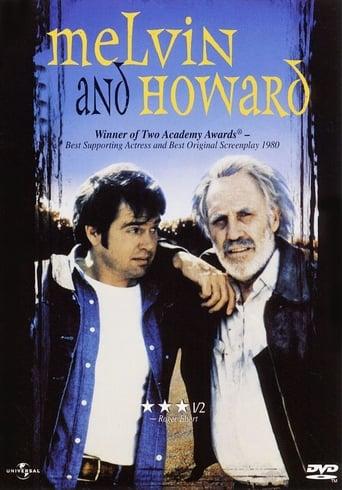 melvin
and Howard
Winner of Two Academy Awards® –
Best Supporting Actress and Best Original Screenplay 1980
★★★1/2
— Roger Ebert
UNIVERSAL
DVD